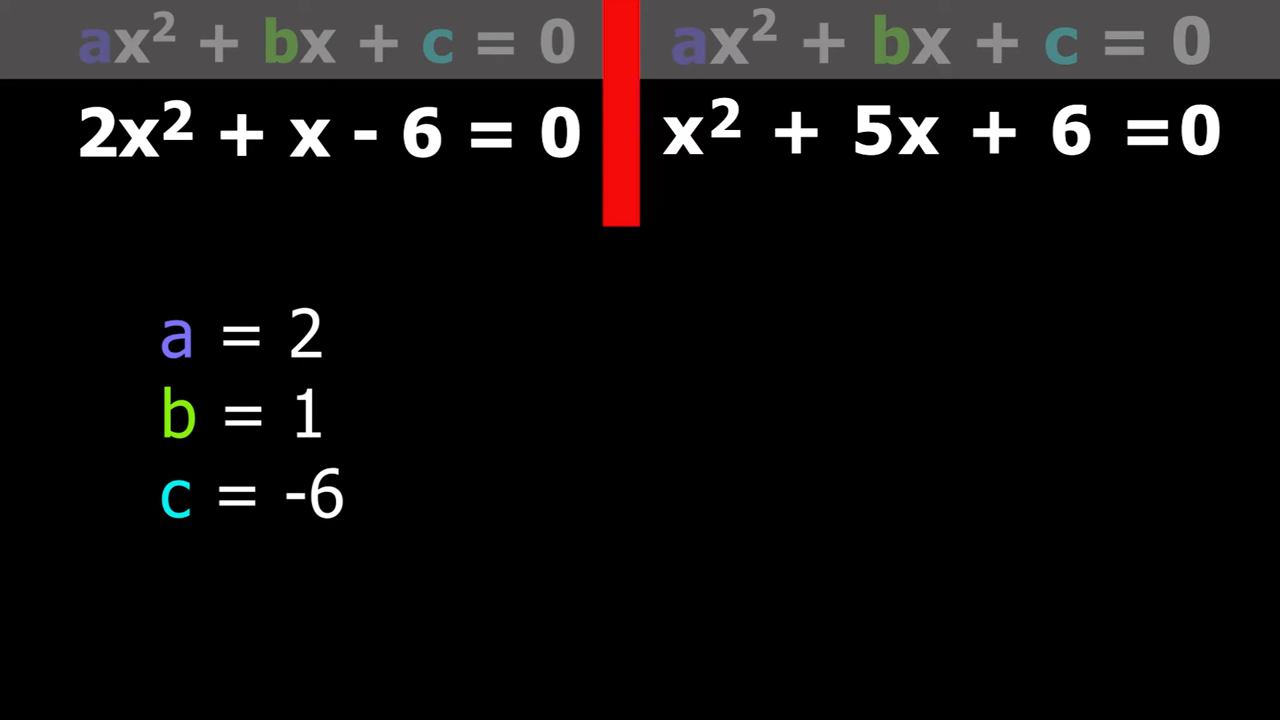 ax² + bx + c = 0
2x² + x - 6 = 0
a = 2
b = 1
c = -6
ax² + bx + c = 0
x² + 5x + 6 =0